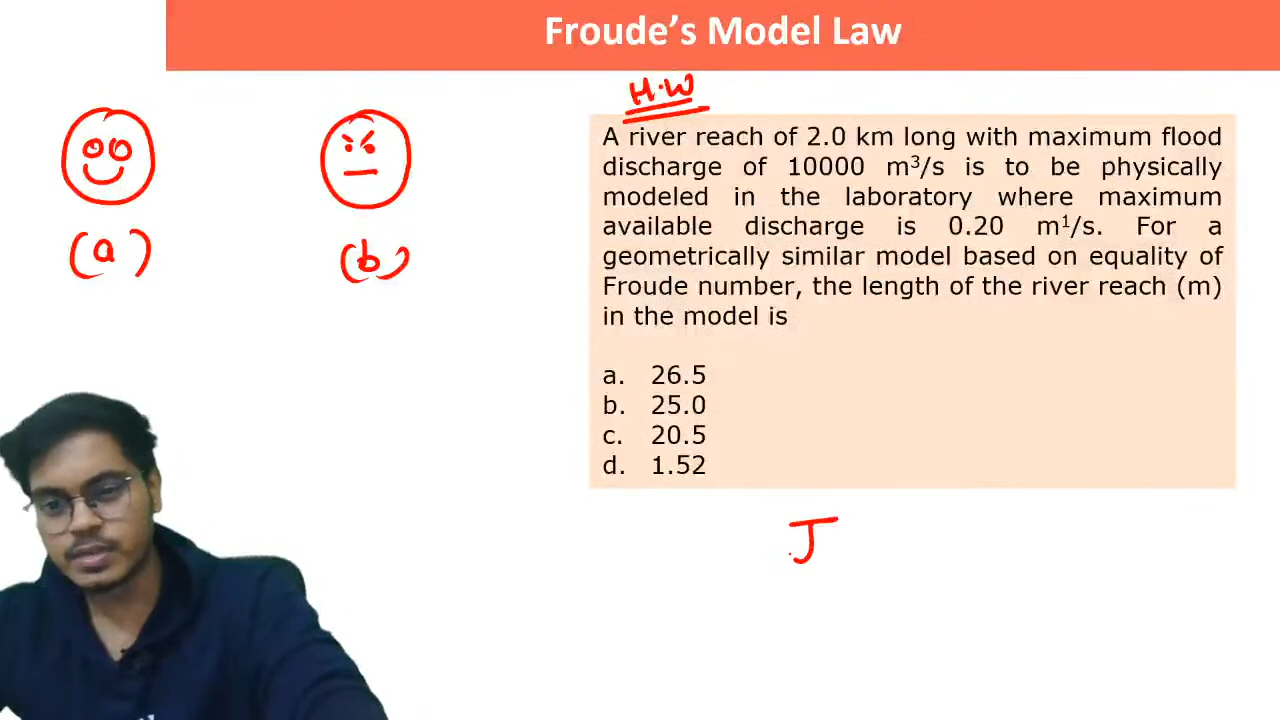 Froude's Model Law
H.W
A river reach of 2.0 km long with maximum flood
discharge of 10000 m³/s is to be physically
modeled in the laboratory where maximum
available discharge is 0.20 m¹/s. For a
geometrically similar model based on equality of
Froude number, the length of the river reach (m)
in the model is
a. 26.5
b. 25.0
c. 20.5
d. 1.52
(a)
(b)
J